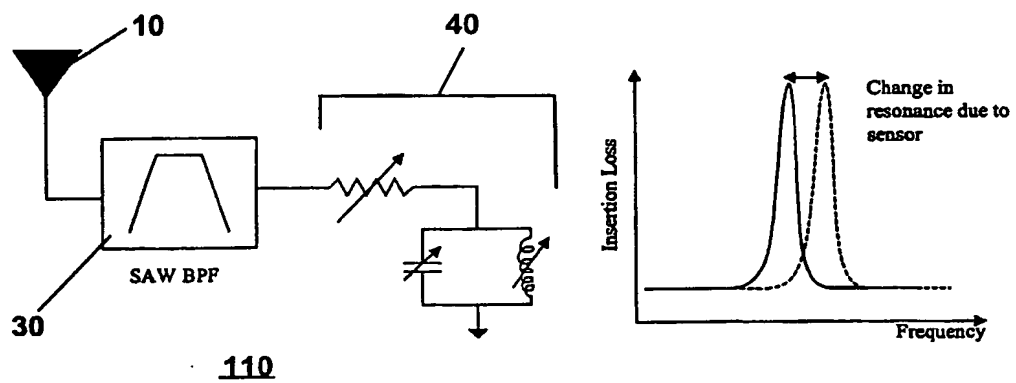 10
40
Change in
resonance due to
sensor
Insertion Loss
SAW BPF
30
Frequency
110